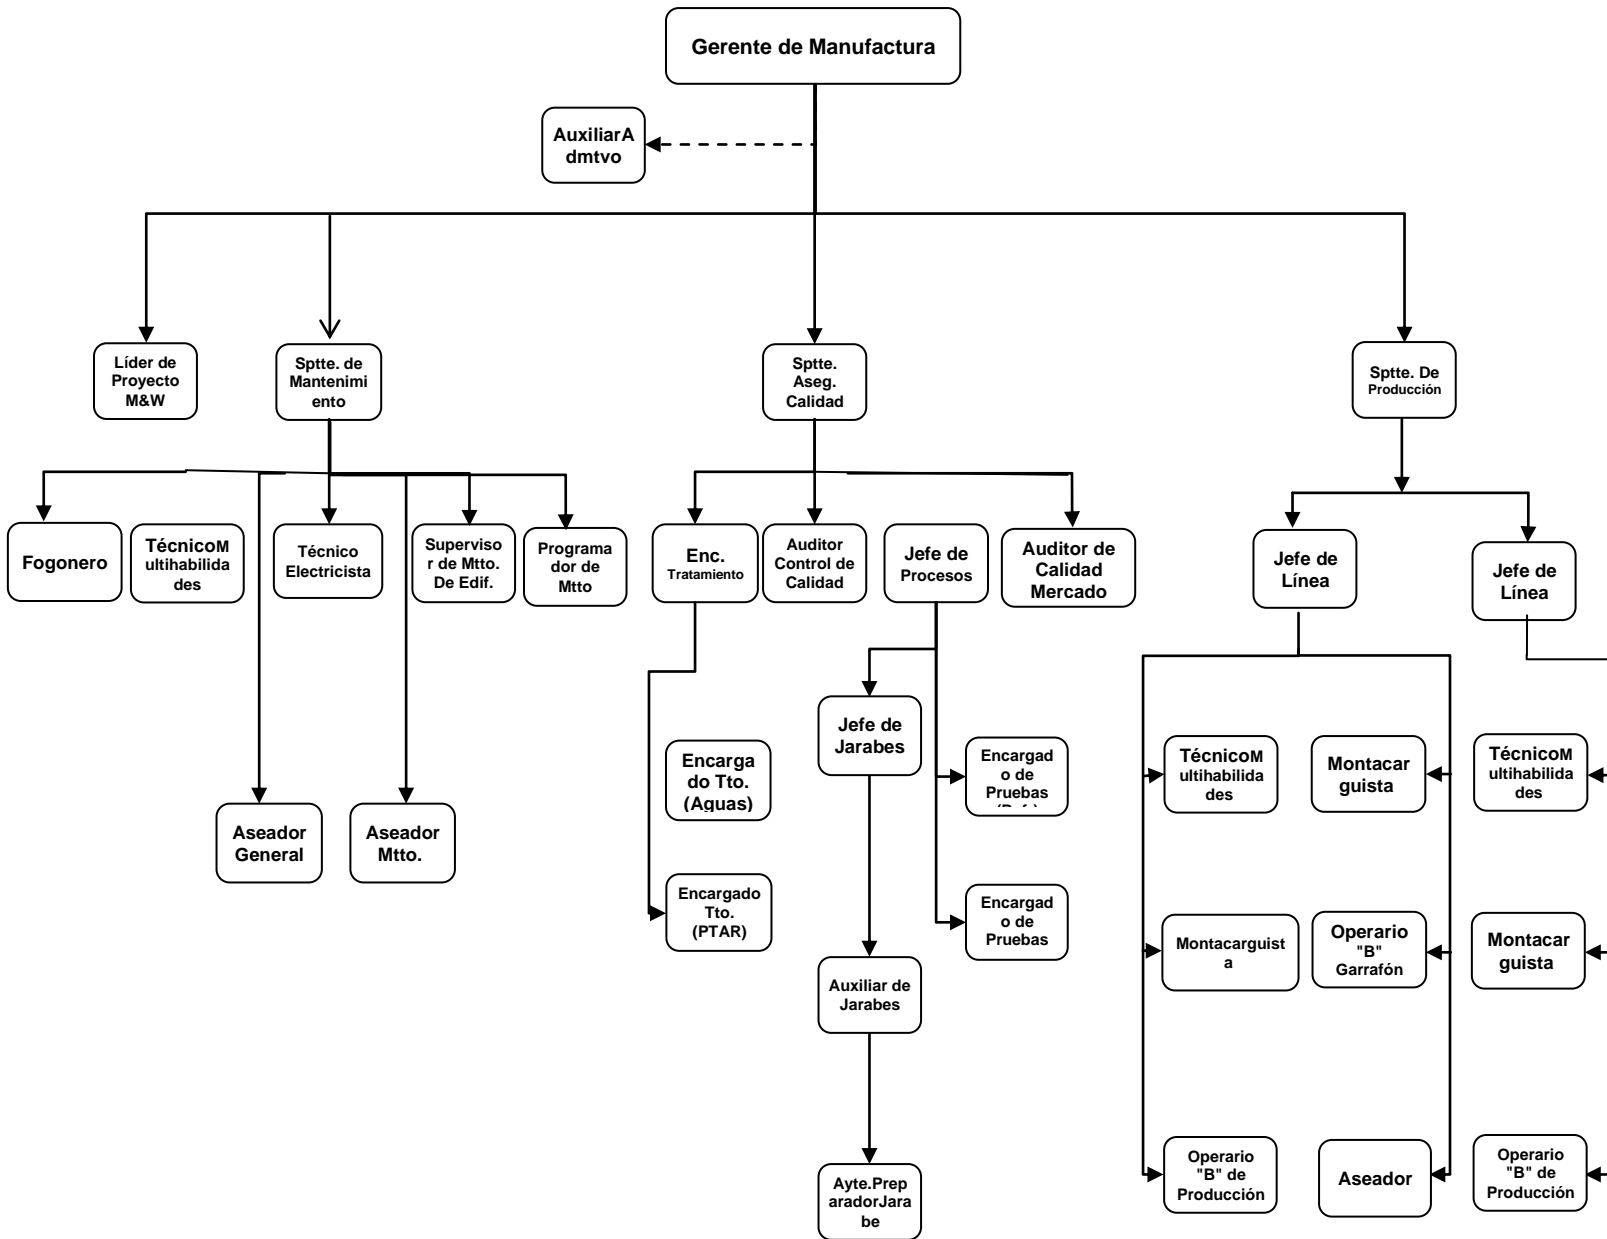 Gerente de Manufactura
AuxiliarA
dmtvo
Líder de
Proyecto
M&W
Sptte. de
Mantenimi
ento
Sptte.
Aseg.
Calidad
Sptte. De
Producción
Fogonero
TécnicoM
ultihabilida
des
Técnico
Electricista
Superviso
r de Mtto.
De Edif.
Programa
dor de
Mtto
Enc.
Tratamiento
Auditor
Control de
Calidad
Jefe de
Procesos
Auditor de
Calidad
Mercado
Jefe de
Línea
Jefe de
Línea
Aseador
General
Aseador
Mtto.
Encarga
do Tto.
(Aguas)
Encargado
Tto.
(PTAR)
Jefe de
Jarabes
Encargad
o de
Pruebas
Encargad
o de
Pruebas
Auxiliar de
Jarabes
Ayte.Prep
aradorJara
be
TécnicoM
ultihabilida
des
Montacar
guista
TécnicoM
ultihabilida
des
Montacarguist
a
Operario
"B"
Garrafón
Montacar
guista
Operario
"B" de
Producción
Aseador
Operario
"B" de
Producción